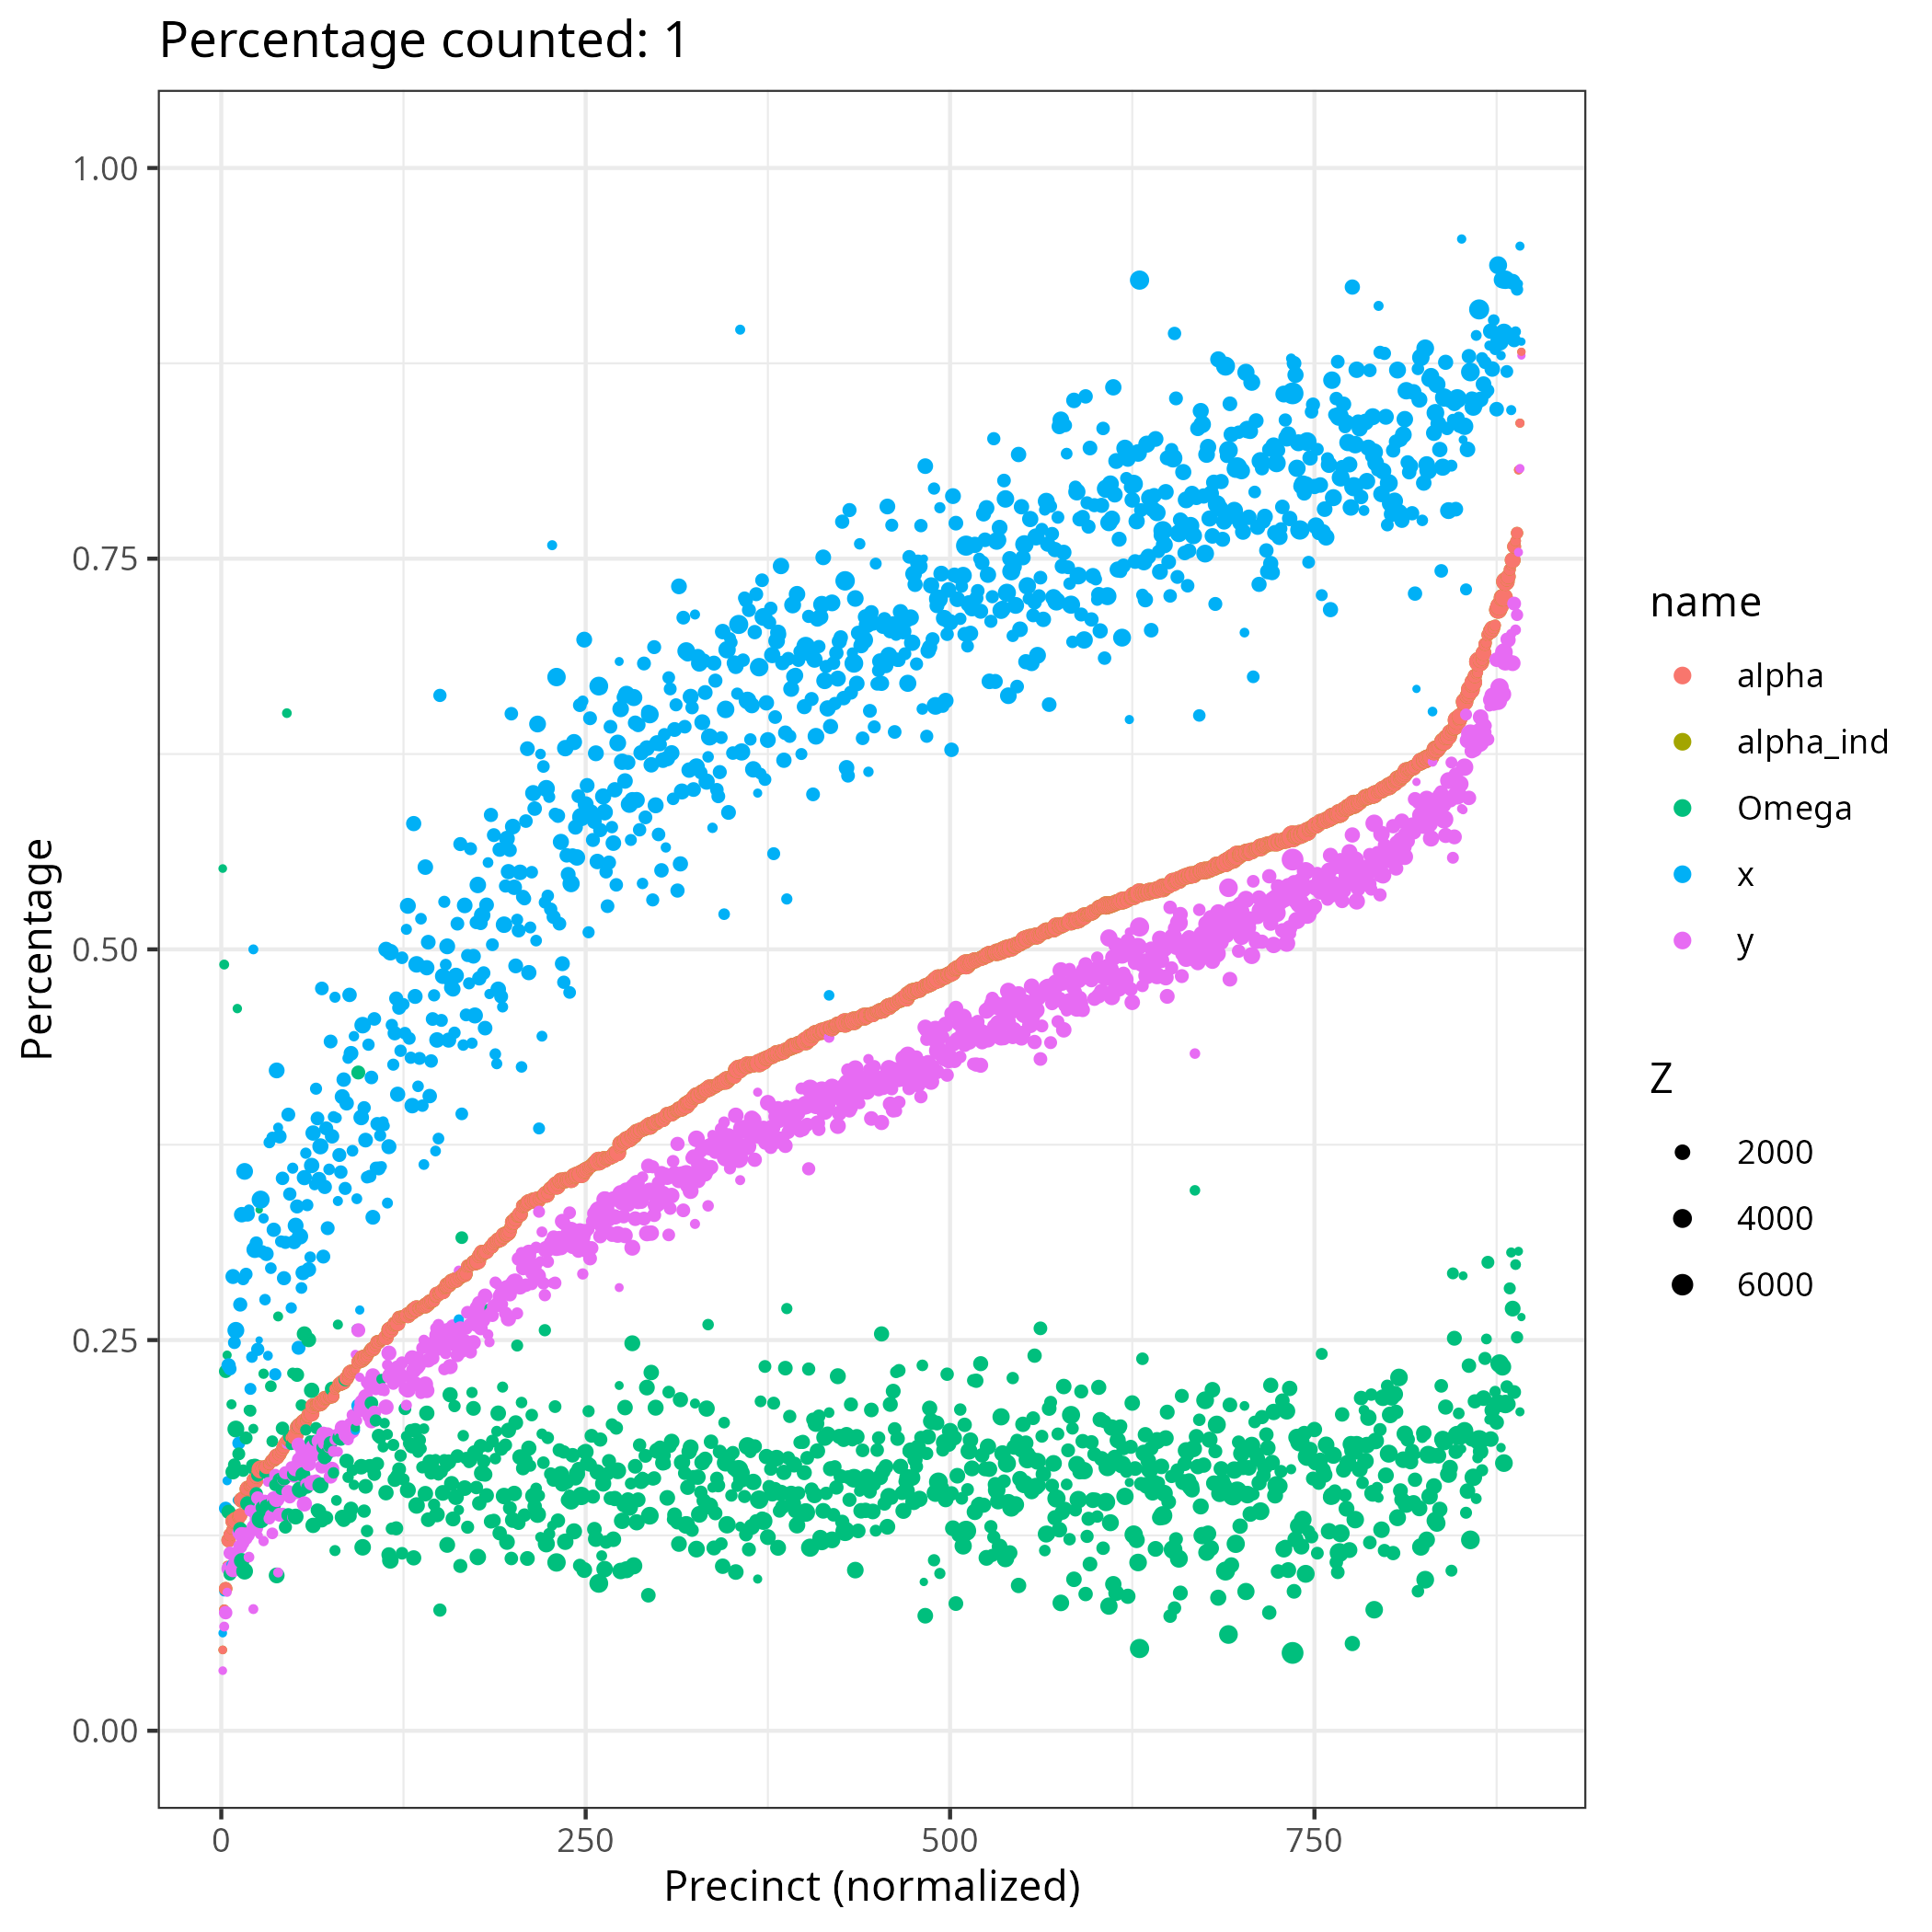 Percentage counted: 1
1.00
0.75
0.50
0.25
0.00
Percentage
0
250
500
750
Precinct (normalized)
name
alpha
alpha_ind
Omega
x
y
Z
2000
4000
6000